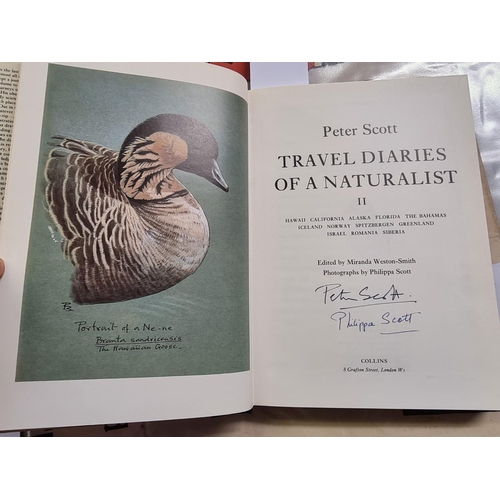 PS
Portrait of a Ne-ne
Branta sandvicensis
The Hawaiian Goose.
Peter Scott
TRAVEL DIARIES
OF A NATURALIST
II
HAWAII CALIFORNIA ALASKA FLORIDA THE BAHAMAS
ICELAND NORWAY SPITZBERGEN GREENLAND
ISRAEL ROMANIA SIBERIA
Edited by Miranda Weston-Smith
Photographs by Philippa Scott
Peter Scott.
Philippa Scott
COLLINS
8 Grafton Street, London W1